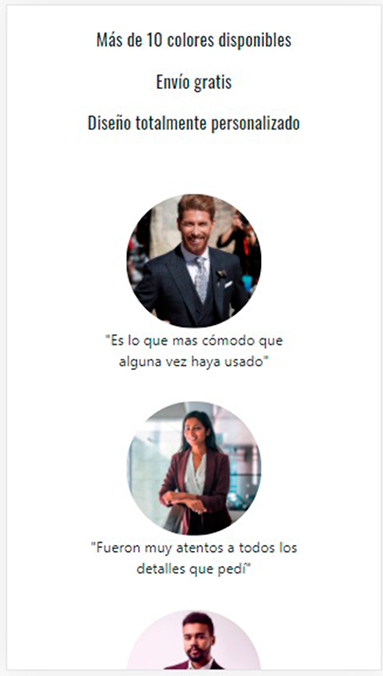 Más de 10 colores disponibles
Envío gratis
Diseño totalmente personalizado
"Es lo que mas cómodo que
alguna vez haya usado"
"Fueron muy atentos a todos los
detalles que pedí"